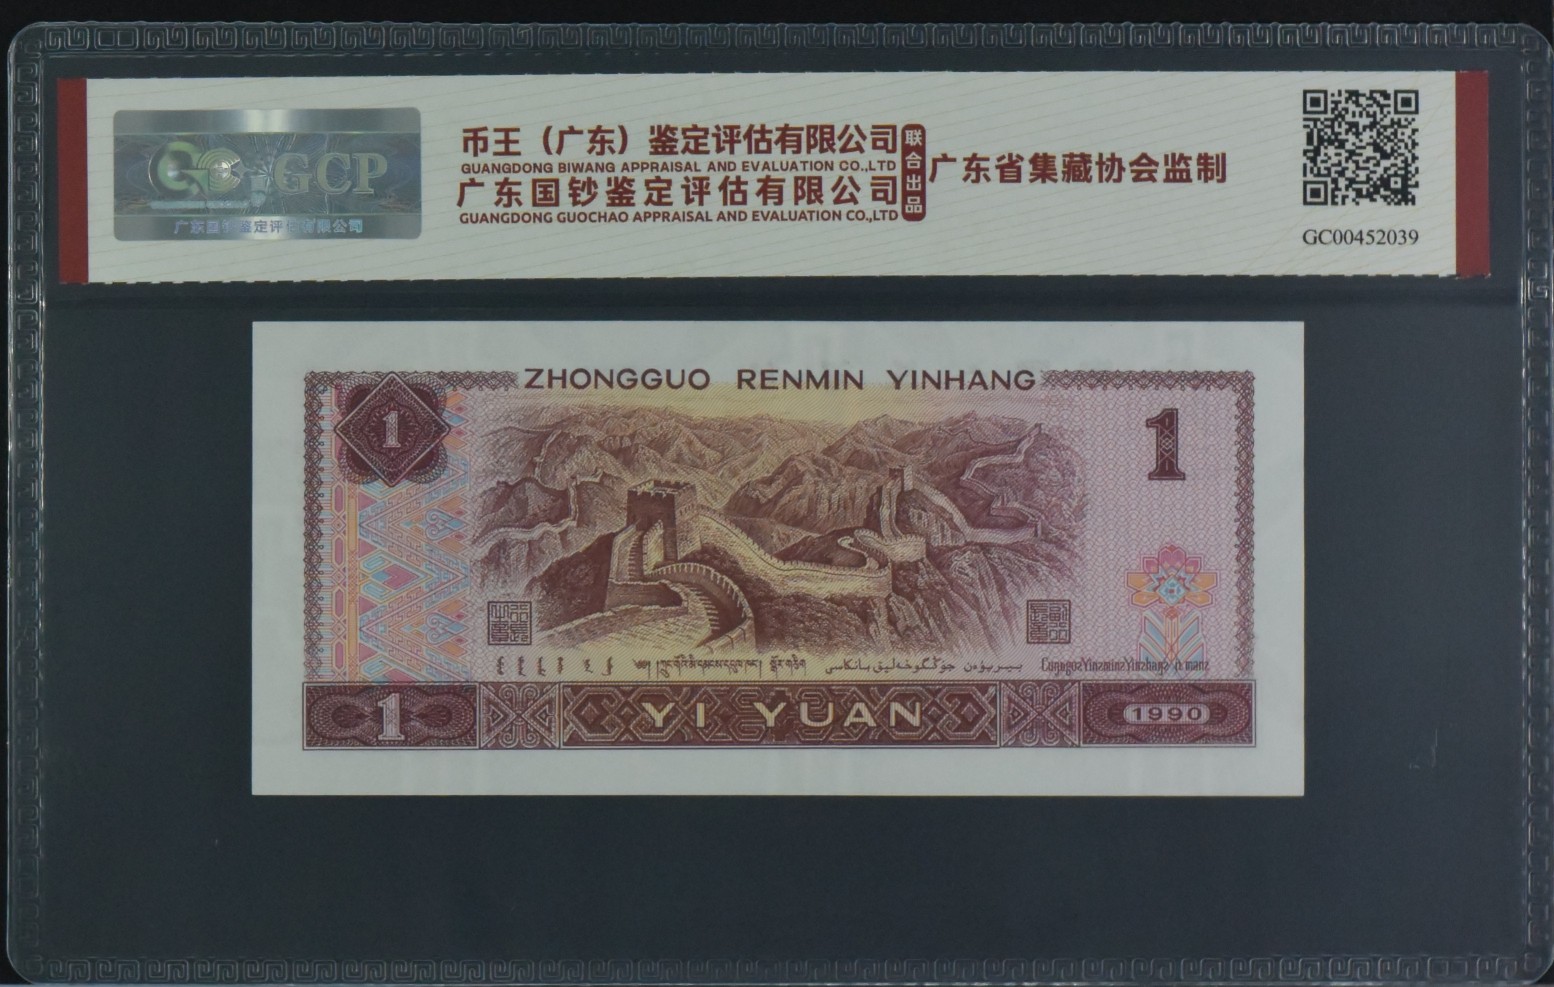 GCP
广东国钞鉴定评估有限公司
币王（广东）鉴定评估有限公司
GUANGDONG BIWANG APPRAISAL AND EVALUATION CO.,LTD
广东国钞鉴定评估有限公司
GUANGDONG GUOCHAO APPRAISAL AND EVALUATION CO.,LTD
联合出品
广东省集藏协会监制
GC00452039
ZHONGGUO RENMIN YINHANG
1
1
1
YI YUAN
1990